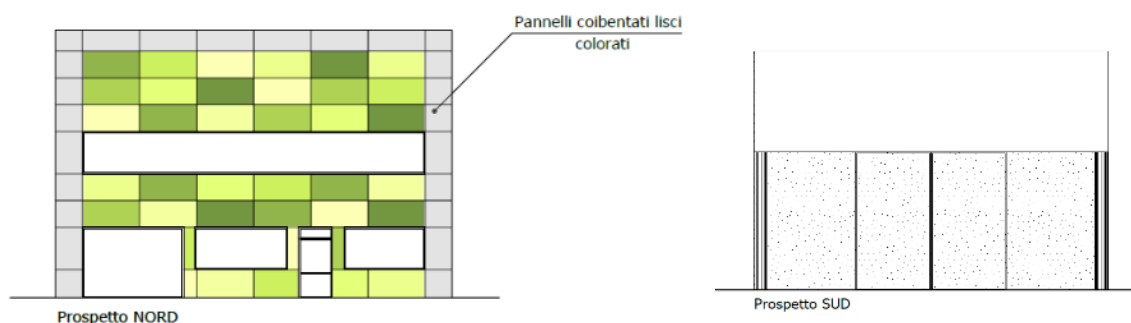 Pannelli coibentati lisci
colorati
Prospetto NORD
Prospetto SUD